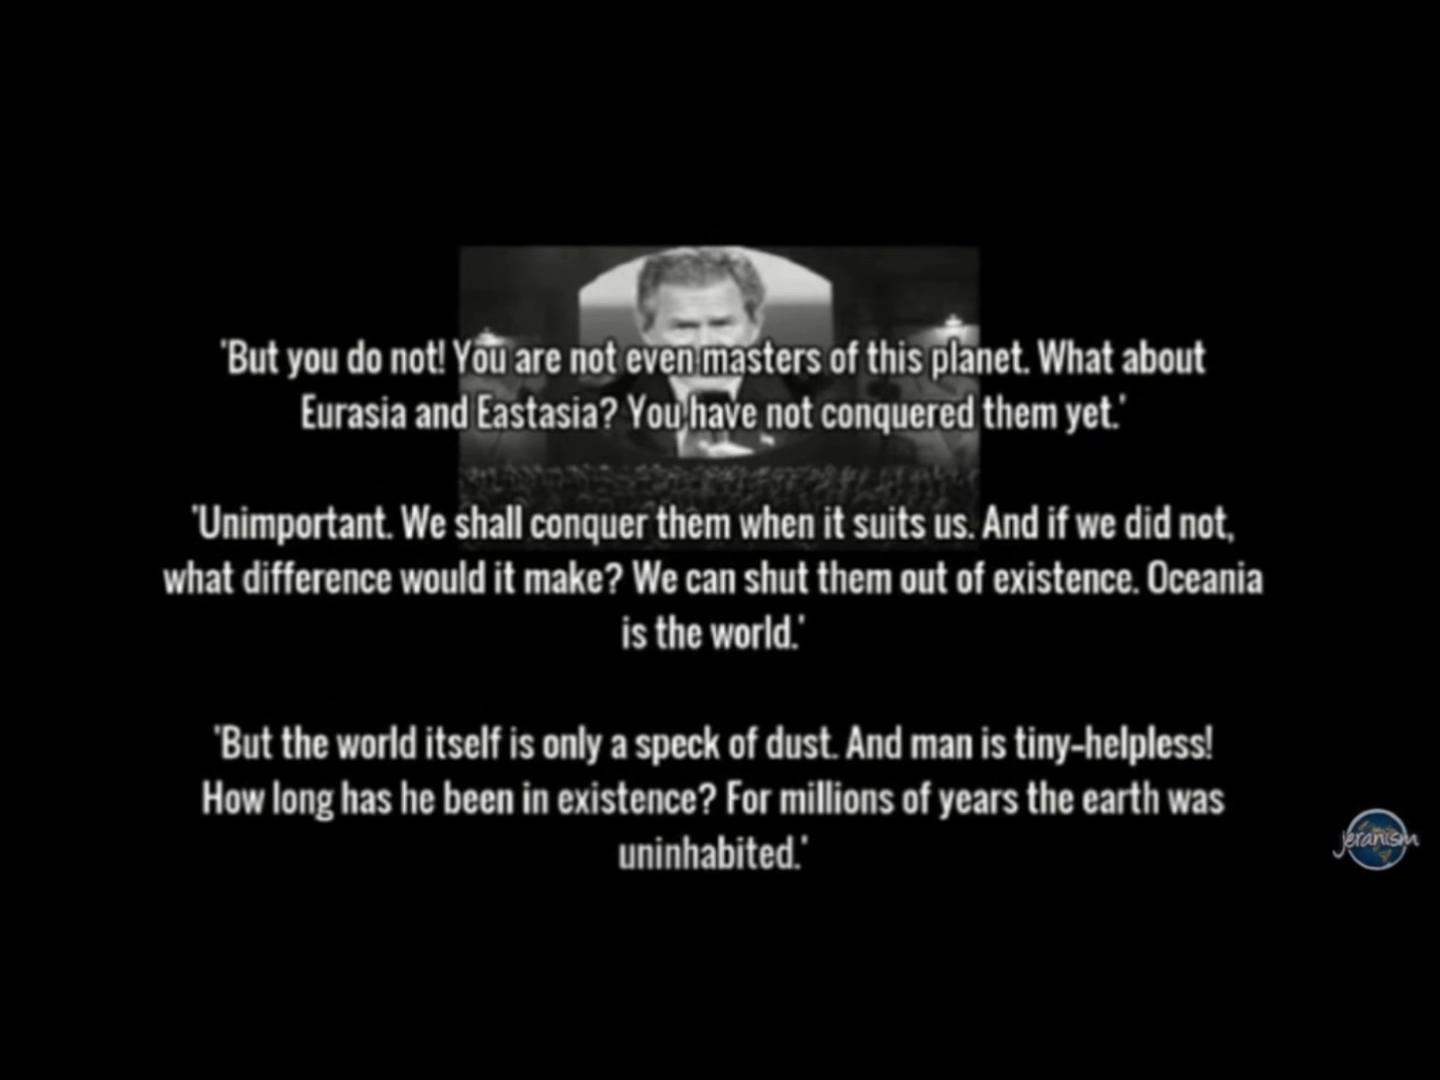 'But you do not! You are not even masters of this planet. What about
Eurasia and Eastasia? You have not conquered them yet.'
'Unimportant. We shall conquer them when it suits us. And if we did not,
what difference would it make? We can shut them out of existence. Oceania
is the world.'
'But the world itself is only a speck of dust. And man is tiny-helpless!
How long has he been in existence? For millions of years the earth was
uninhabited.'
jeranism